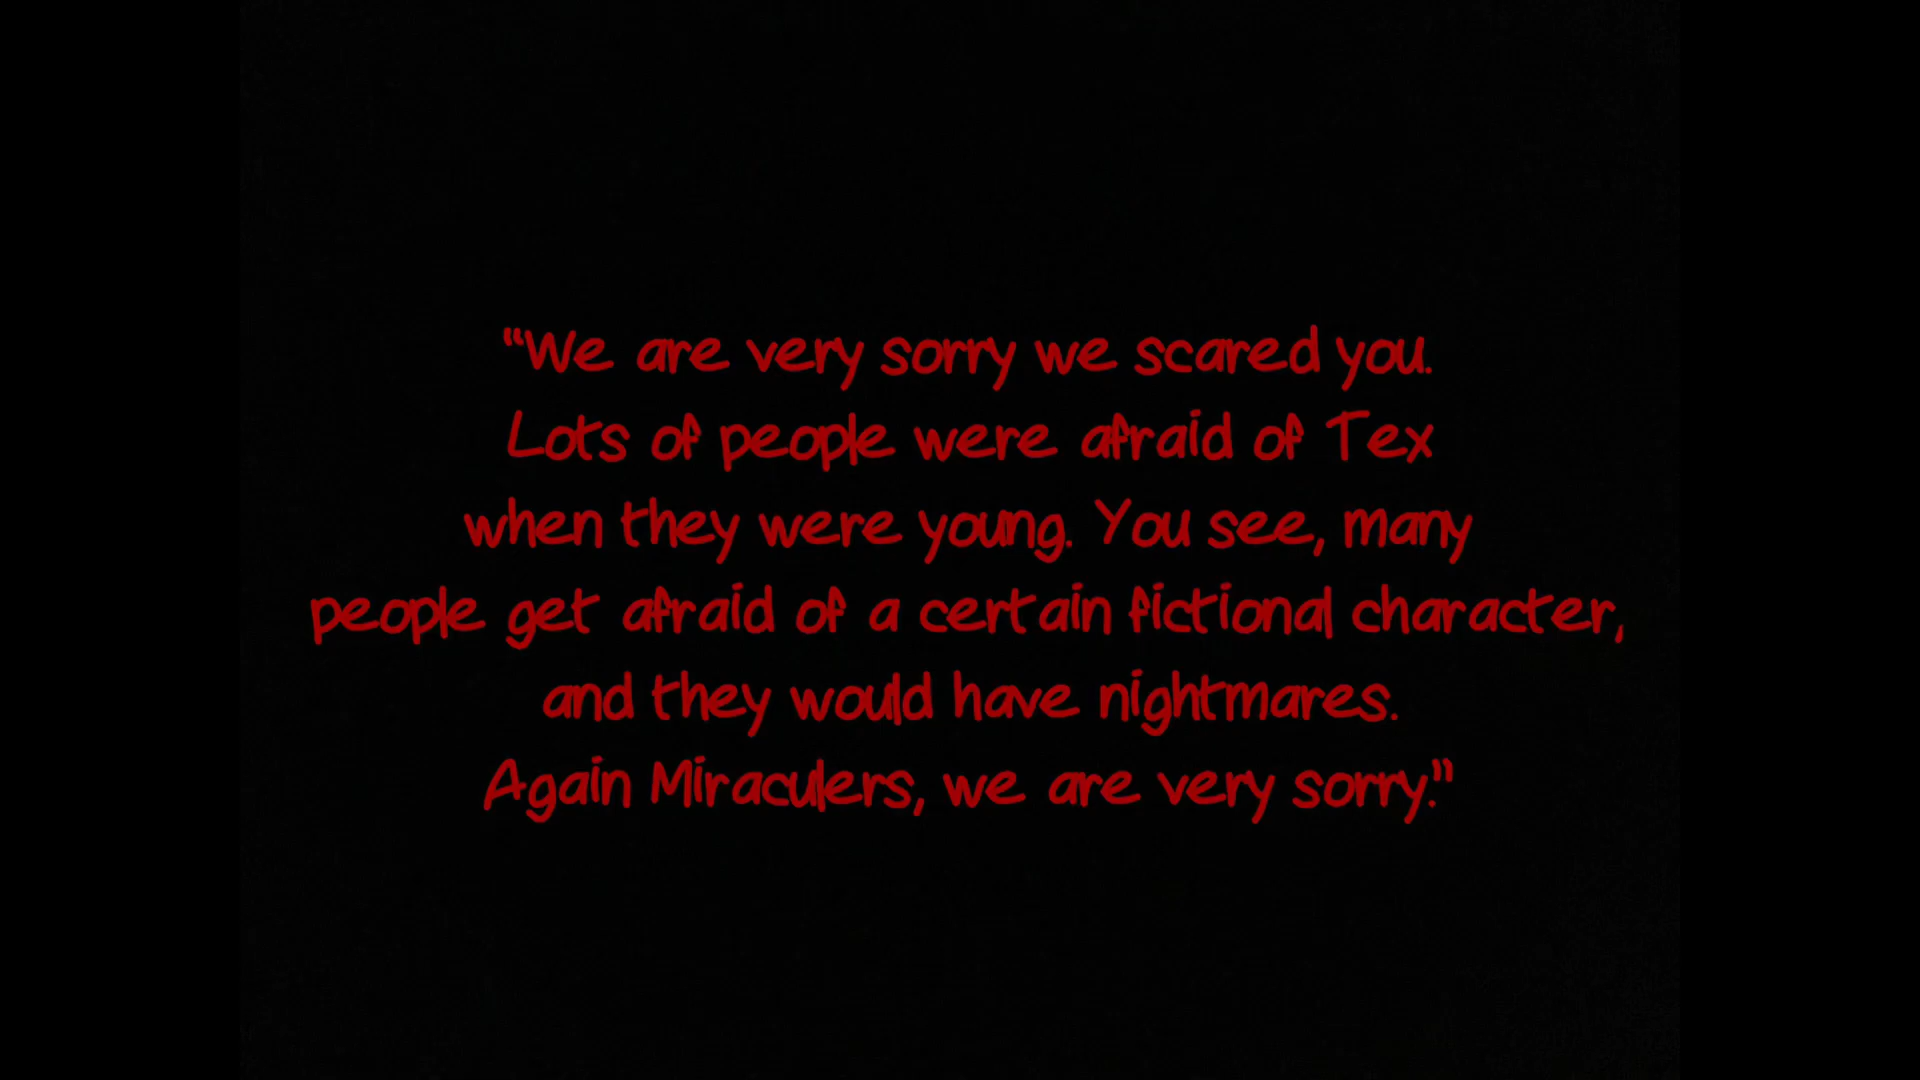 "We are very sorry we scared you.
Lots of people were afraid of Tex
when they were young. You see, many
people get afraid of a certain fictional character,
and they would have nightmares.
Again Miraculers, we are very sorry."